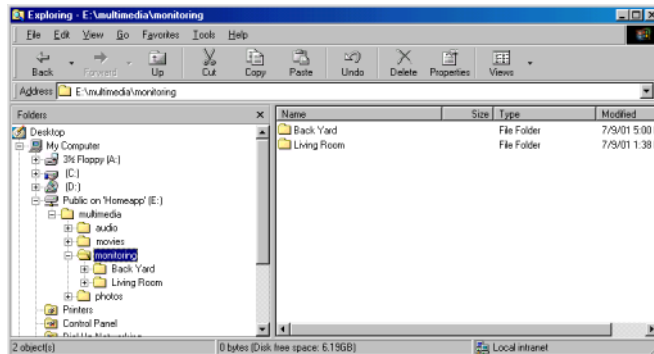 Exploring - E:\multimedia\monitoring
File Edit View Go Favorites Tools Help
Back Forward Up Cut Copy Paste Undo Delete Properties Views
Address E:\multimedia\monitoring
Folders Name Size Type Modified
Desktop Back Yard File Folder 7/9/01 5:00
My Computer Living Room File Folder 7/9/01 1:38
3½ Floppy (A:)
(C:)
(D:)
Public on 'Homeapp' (E:)
multimedia
audio
movies
monitoring
Back Yard
Living Room
photos
Printers
Control Panel
Dial-Up Networking
2 object(s) 0 bytes (Disk free space: 6.19GB) Local intranet